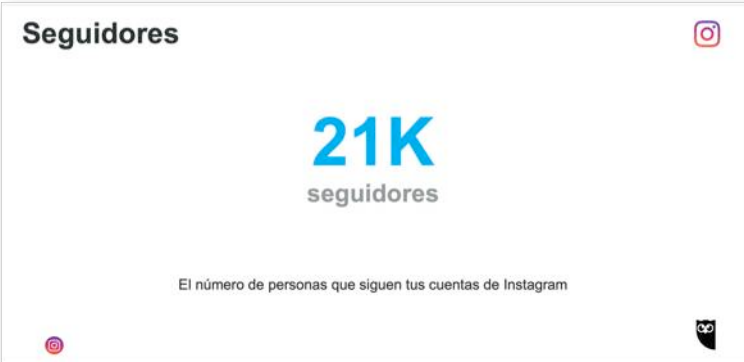 Seguidores
21K
seguidores
El número de personas que siguen tus cuentas de Instagram